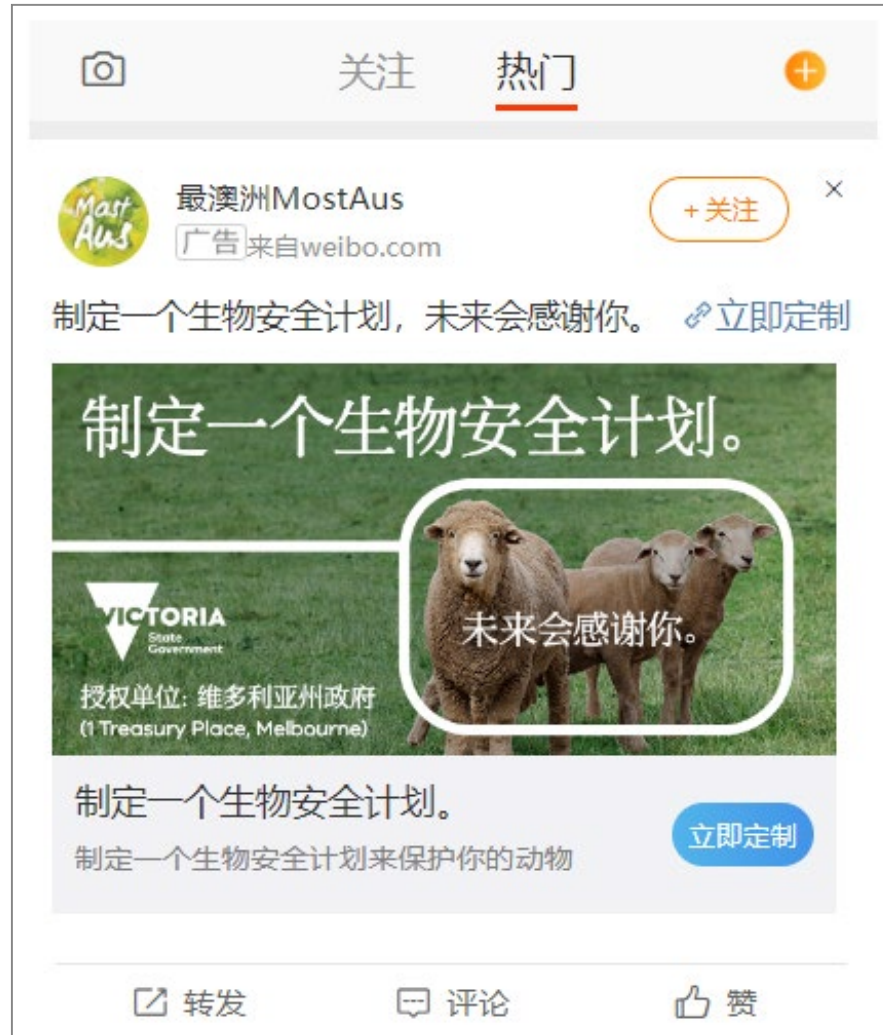 关注 热门
Most
Aus
最澳洲MostAus
+关注
广告 来自weibo.com
制定一个生物安全计划，未来会感谢你。 立即定制
制定一个生物安全计划。
未来会感谢你。
VICTORIA
State
Government
授权单位: 维多利亚州政府
(1 Treasury Place, Melbourne)
制定一个生物安全计划。
制定一个生物安全计划来保护你的动物
立即定制
转发 评论 赞